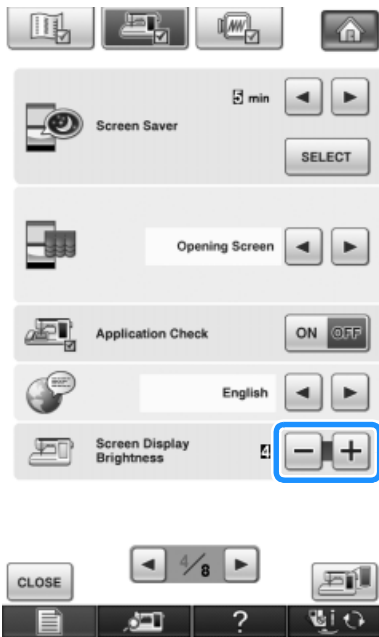 5 min
Screen Saver
SELECT
Opening Screen
Application Check
ON OFF
English
Screen Display
Brightness
4
− +
CLOSE
4/8
?
i